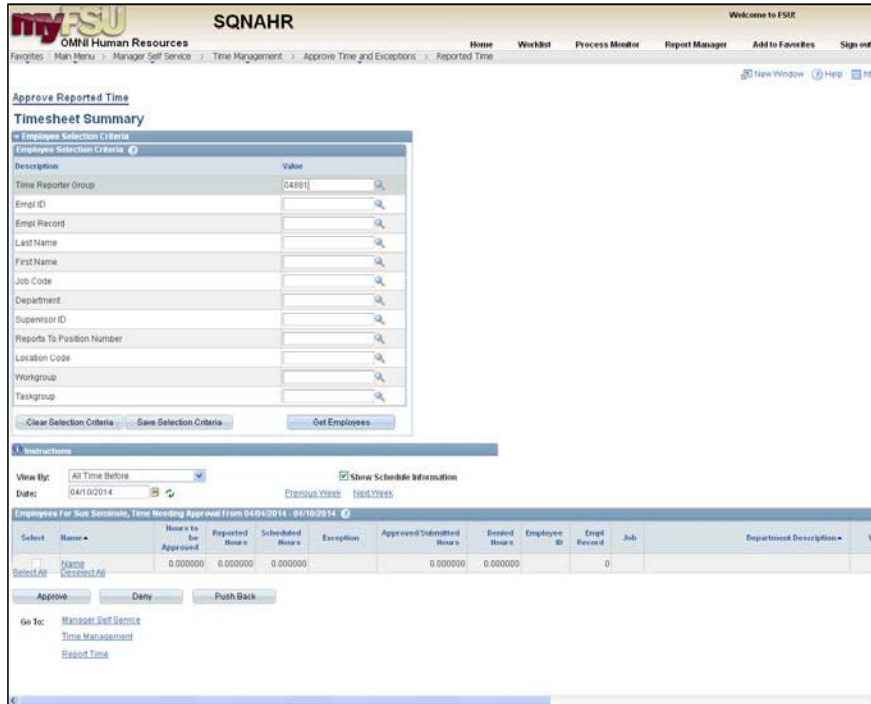 myFSU
SQNAHR
Welcome to FSU!
OMNI Human Resources
Home Worklist Process Monitor Report Manager Add to Favorites Sign out
Favorites Main Menu > Manager Self Service > Time Management > Approve Time and Exceptions > Reported Time
New Window Help
Approve Reported Time
Timesheet Summary
Employee Selection Criteria
Employee Selection Criteria
Description Value
Time Reporter Group 04881
Empl ID
Empl Record
Last Name
First Name
Job Code
Department
Supervisor ID
Reports To Position Number
Location Code
Workgroup
Taskgroup
Clear Selection Criteria Save Selection Criteria Get Employees
Instructions
View By: All Time Before Show Schedule Information
Date: 04/10/2014 Previous Week Next Week
Employees For Sue Seminole, Time Needing Approval From 04/04/2014 - 04/10/2014
Select Name Hours to be Approved Reported Hours Scheduled Hours Exception Approved/Submitted Hours Denied Hours Employee ID Empl Record Job Department Description
Name 0.000000 0.000000 0.000000 0.000000 0.000000 0
Select All Deselect All
Approve Deny Push Back
Go To: Manager Self Service
Time Management
Report Time